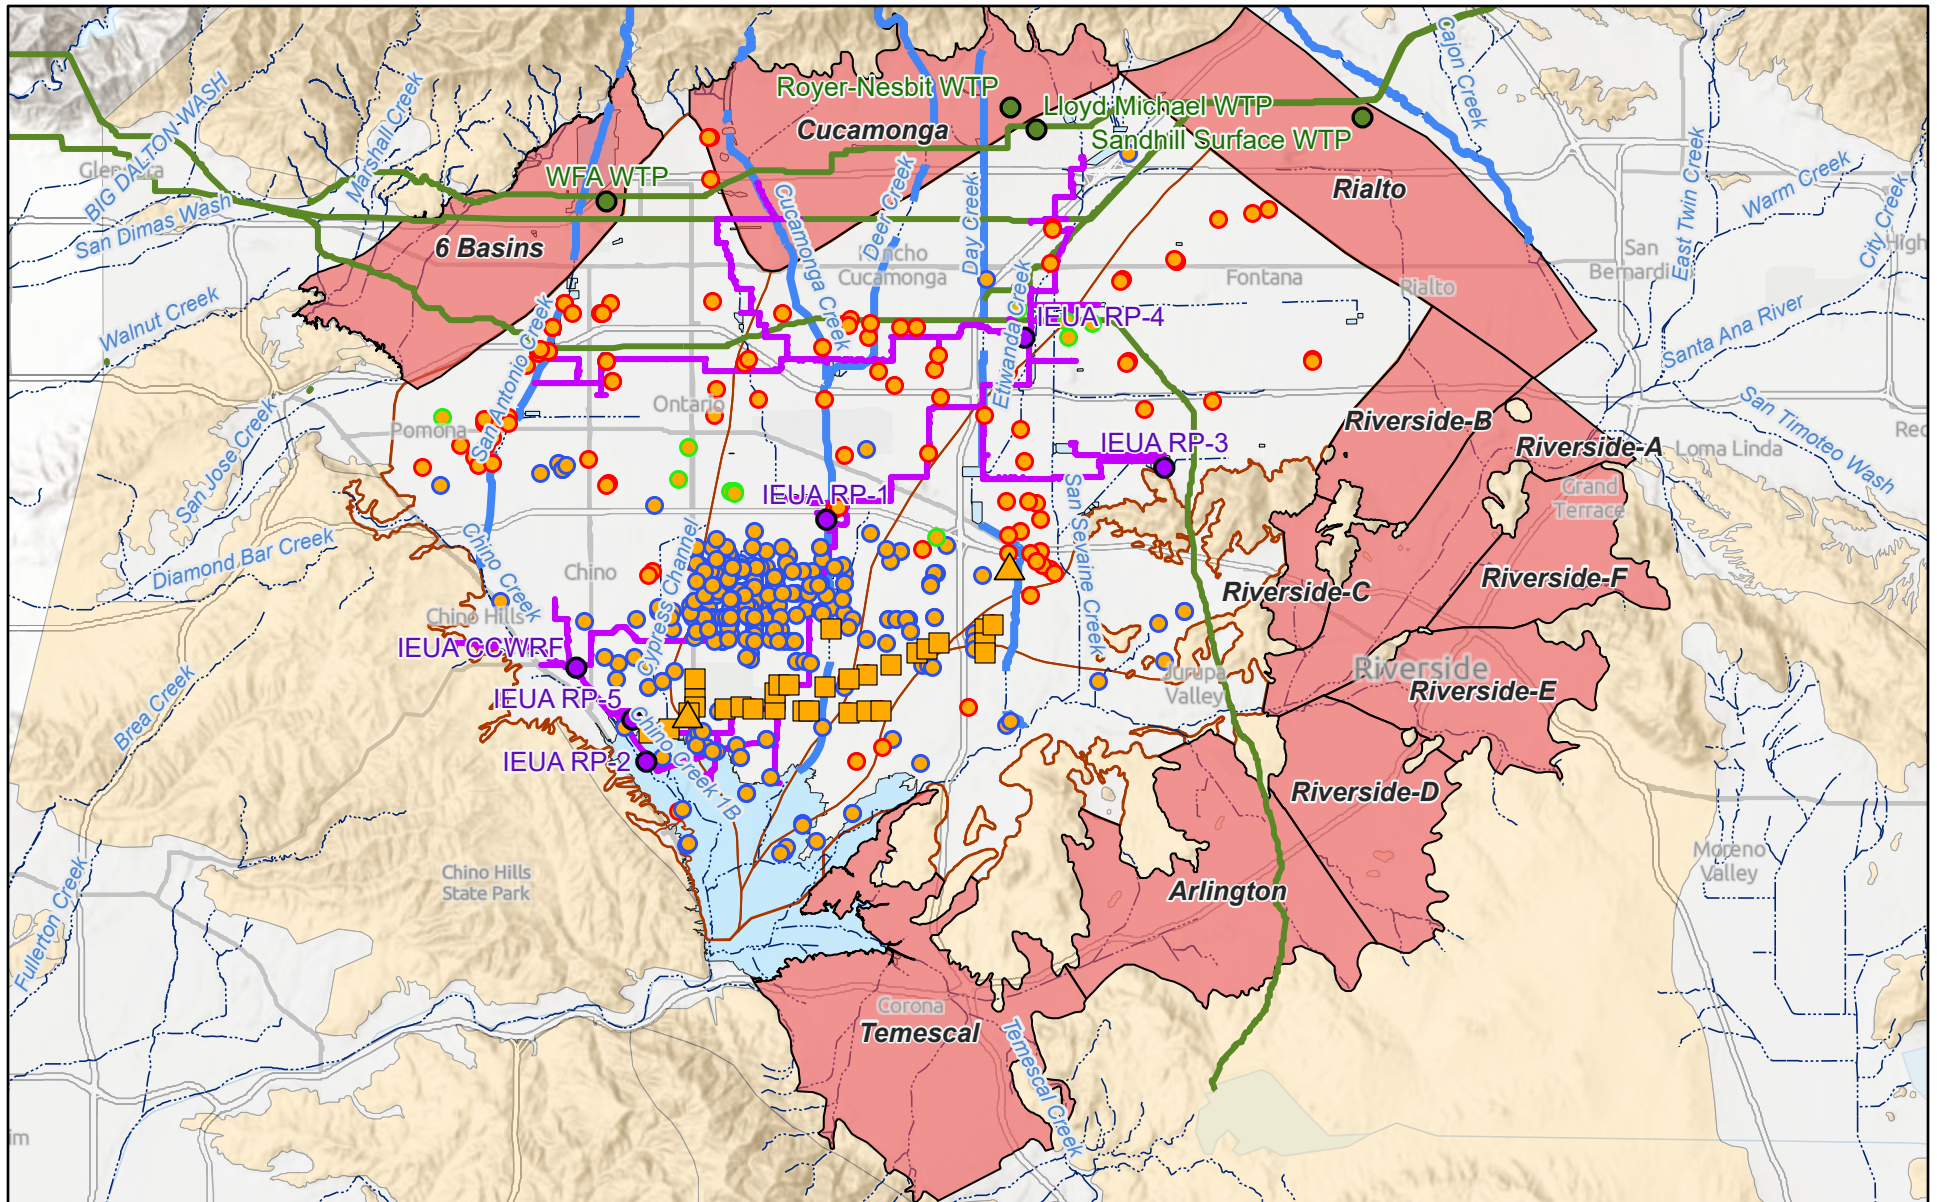 Cajon Creek
BIG DALTON-WASH
Marshall Creek
Royer-Nesbit WTP
Lloyd Michael WTP
Cucamonga
Sandhill Surface WTP
East Twin Creek
Warm Creek
City Creek
WFA WTP
Rialto
San Dimas Wash
6 Basins
Cucamonga Creek
Deer Creek
Day Creek
Cucamonga
Fontana
San
Bernardi
High
Rialto
Walnut Creek
Etiwanda Creek
IEUA RP-4
Santa Ana River
San Antonio Creek
Ontario
Pomona
San Jose Creek
Riverside-B
Riverside-A
Loma Linda
San Timoteo Wash
Rec
IEUA RP-3
IEUA RP-1
San Sevaine Creek
Grand
Terrace
Diamond Bar Creek
Chino Creek
Cypress Channel
Chino
Riverside-C
Riverside-F
Chino Hills
IEUA CCWRF
Jurupa
Valley
Riverside
Riverside-E
IEUA RP-5
Chino Creek 1B
Brea Creek
IEUA RP-2
Riverside-D
Chino Hills
State Park
Moreno
Valley
Arlington
Fullerton Creek
Corona
Temescal
Temescal Creek
im